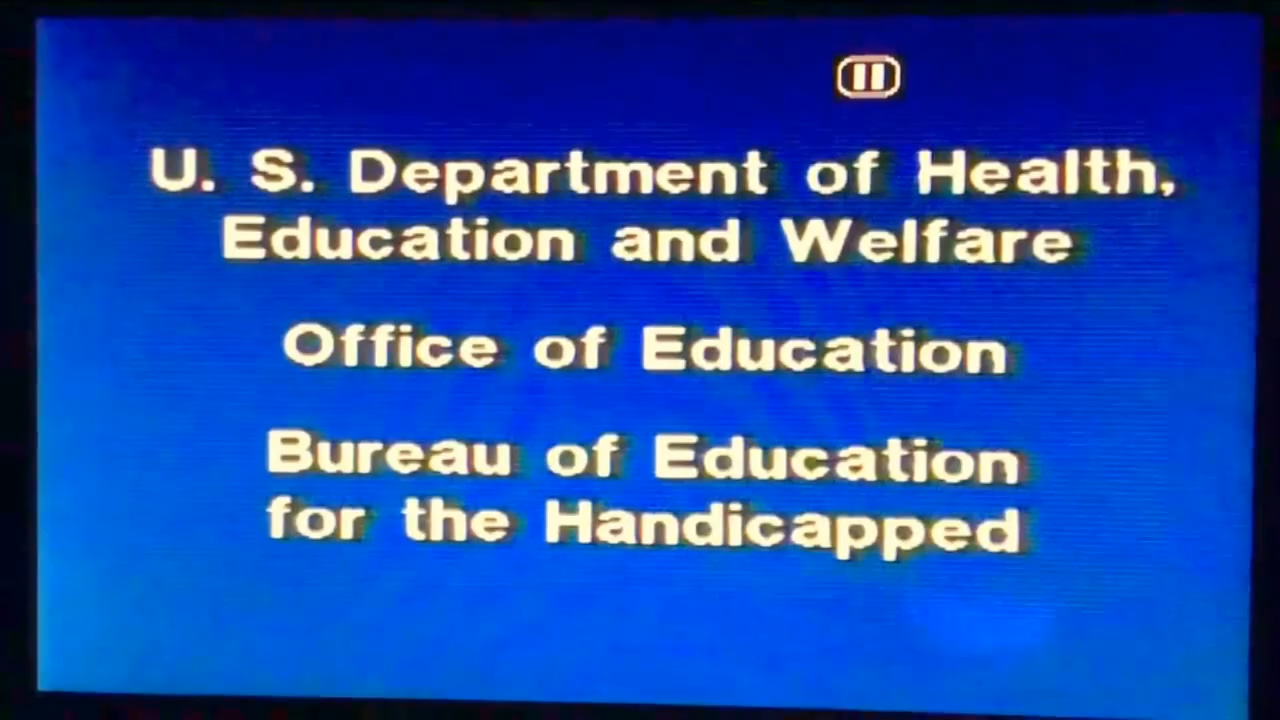 U. S. Department of Health,
Education and Welfare
Office of Education
Bureau of Education
for the Handicapped